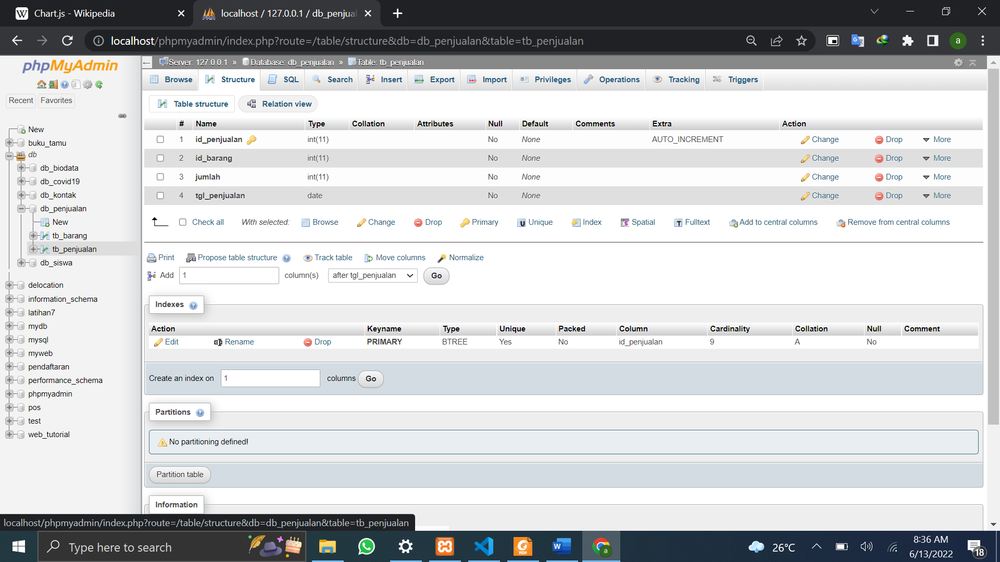 Chart.js - Wikipedia
localhost / 127.0.0.1 / db_penjual
localhost/phpmyadmin/index.php?route=/table/structure&db=db_penjualan&table=tb_penjualan
a
phpMyAdmin
Recent Favorites
New
buku_tamu
db
db_biodata
db_covid19
db_kontak
db_penjualan
New
tb_barang
tb_penjualan
db_siswa
delocation
information_schema
latihan7
mydb
mysql
myweb
pendaftaran
performance_schema
phpmyadmin
pos
test
web_tutorial
Server: 127.0.0.1 » Database: db_penjualan » Table: tb_penjualan
Browse Structure SQL Search Insert Export Import Privileges Operations Tracking Triggers
Table structure Relation view
# Name Type Collation Attributes Null Default Comments Extra Action
1 id_penjualan int(11) No None AUTO_INCREMENT Change Drop More
2 id_barang int(11) No None Change Drop More
3 jumlah int(11) No None Change Drop More
4 tgl_penjualan date No None Change Drop More
Check all With selected: Browse Change Drop Primary Unique Index Spatial Fulltext Add to central columns Remove from central columns
Print Propose table structure Track table Move columns Normalize
Add 1 column(s) after tgl_penjualan Go
Indexes
Action Keyname Type Unique Packed Column Cardinality Collation Null Comment
Edit Rename Drop PRIMARY BTREE Yes No id_penjualan 9 A No
Create an index on 1 columns Go
Partitions
No partitioning defined!
Partition table
Information
localhost/phpmyadmin/index.php?route=/table/structure&db=db_penjualan&table=tb_penjualan
Type here to search
26°C
8:36 AM
6/13/2022
18